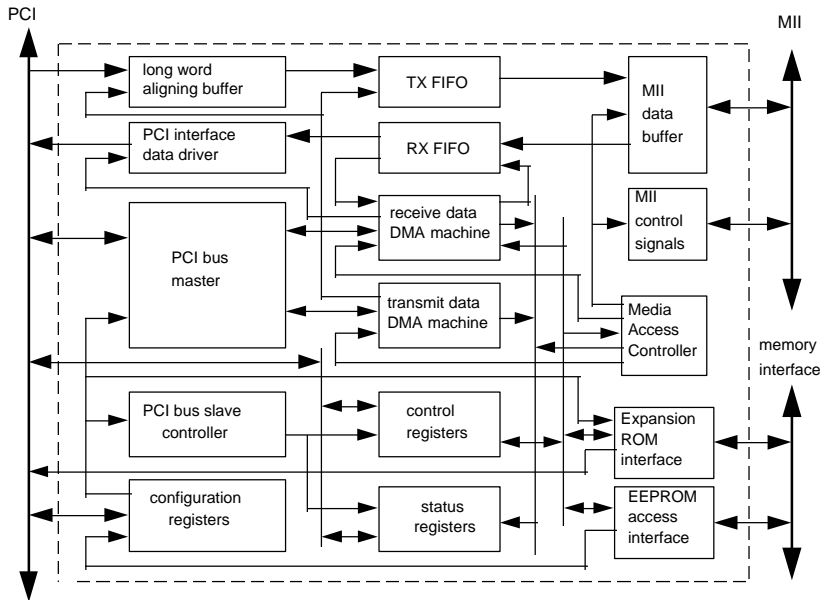 PCI
MII
long word
aligning buffer
TX FIFO
MII
data
buffer
PCI interface
data driver
RX FIFO
MII
control
signals
receive data
DMA machine
PCI bus
master
transmit data
DMA machine
Media
Access
Controller
memory
interface
PCI bus slave
controller
control
registers
Expansion
ROM
interface
configuration
registers
status
registers
EEPROM
access
interface